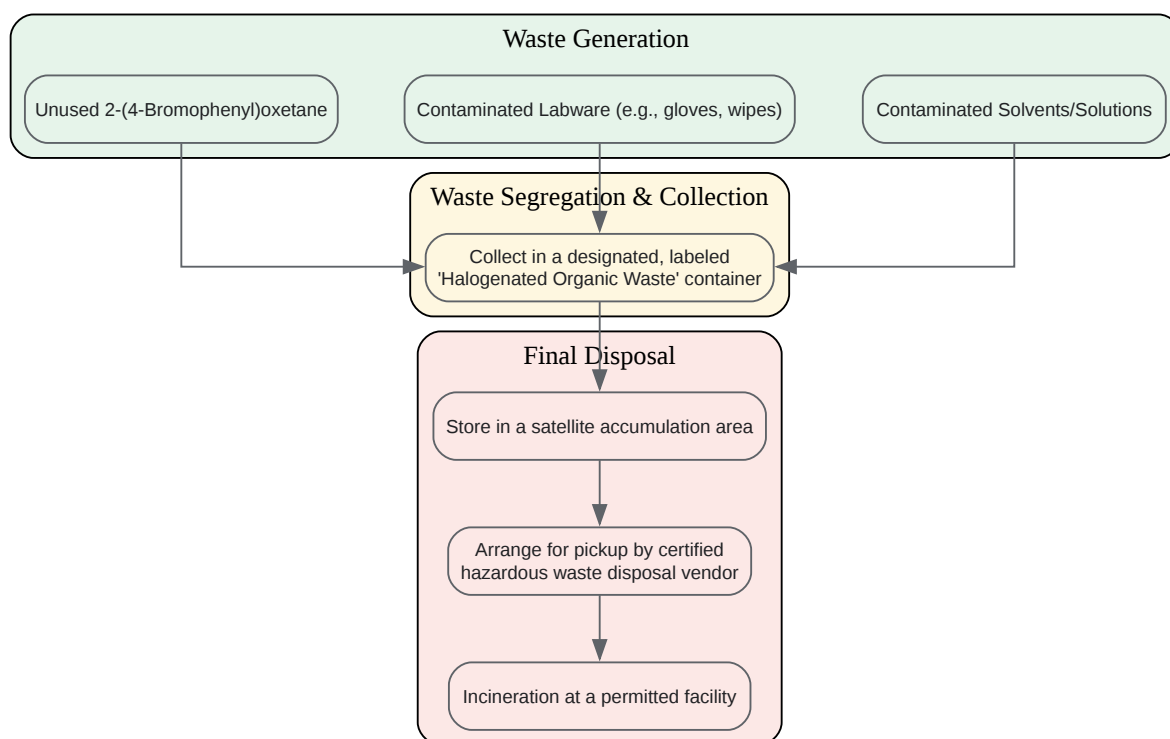 Waste Generation
Unused 2-(4-Bromophenyl)oxetane
Contaminated Labware (e.g., gloves, wipes)
Contaminated Solvents/Solutions
Waste Segregation & Collection
Collect in a designated, labeled
'Halogenated Organic Waste' container
Final Disposal
Store in a satellite accumulation area
Arrange for pickup by certified
hazardous waste disposal vendor
Incineration at a permitted facility